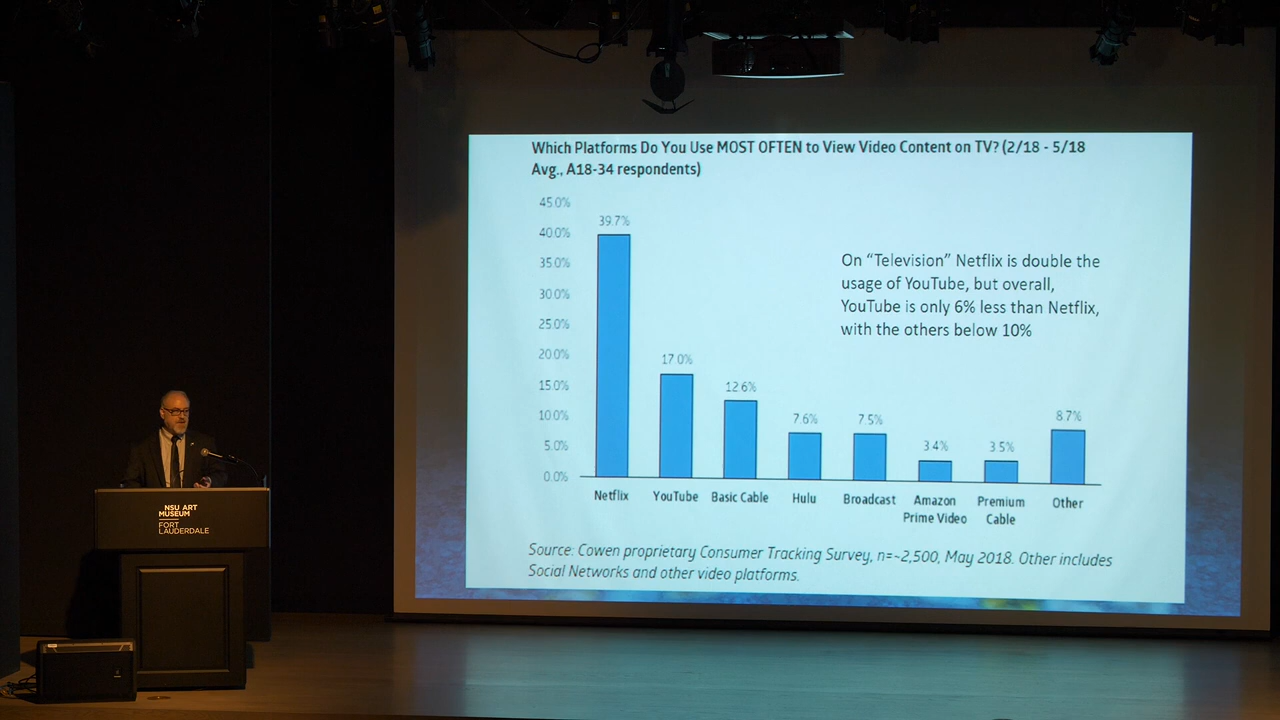 Which Platforms Do You Use MOST OFTEN to View Video Content on TV? (2/18 - 5/18
Avg., A18-34 respondents)
45.0%
40.0%
35.0%
30.0%
25.0%
20.0%
15.0%
10.0%
5.0%
0.0%
39.7%
17.0%
12.6%
7.6%
7.5%
3.4%
3.5%
8.7%
On “Television” Netflix is double the
usage of YouTube, but overall,
YouTube is only 6% less than Netflix,
with the others below 10%
Netflix
YouTube
Basic Cable
Hulu
Broadcast
Amazon
Prime Video
Premium
Cable
Other
Source: Cowen proprietary Consumer Tracking Survey, n=~2,500, May 2018. Other includes
Social Networks and other video platforms.
NSU ART
MUSEUM
FORT
LAUDERDALE